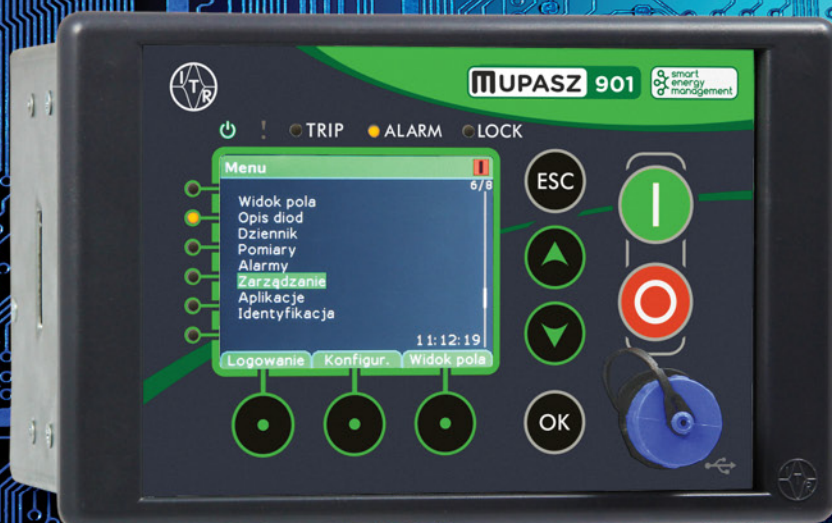 ITR
mUPASZ 901
smart
energy
management
TRIP ALARM LOCK
Menu
6/8
Widok pola
Opis diod
Dziennik
Pomiary
Alarmy
Zarządzanie
Aplikacje
Identyfikacja
11:12:19
Logowanie Konfigur. Widok pola
ESC
OK
ITR